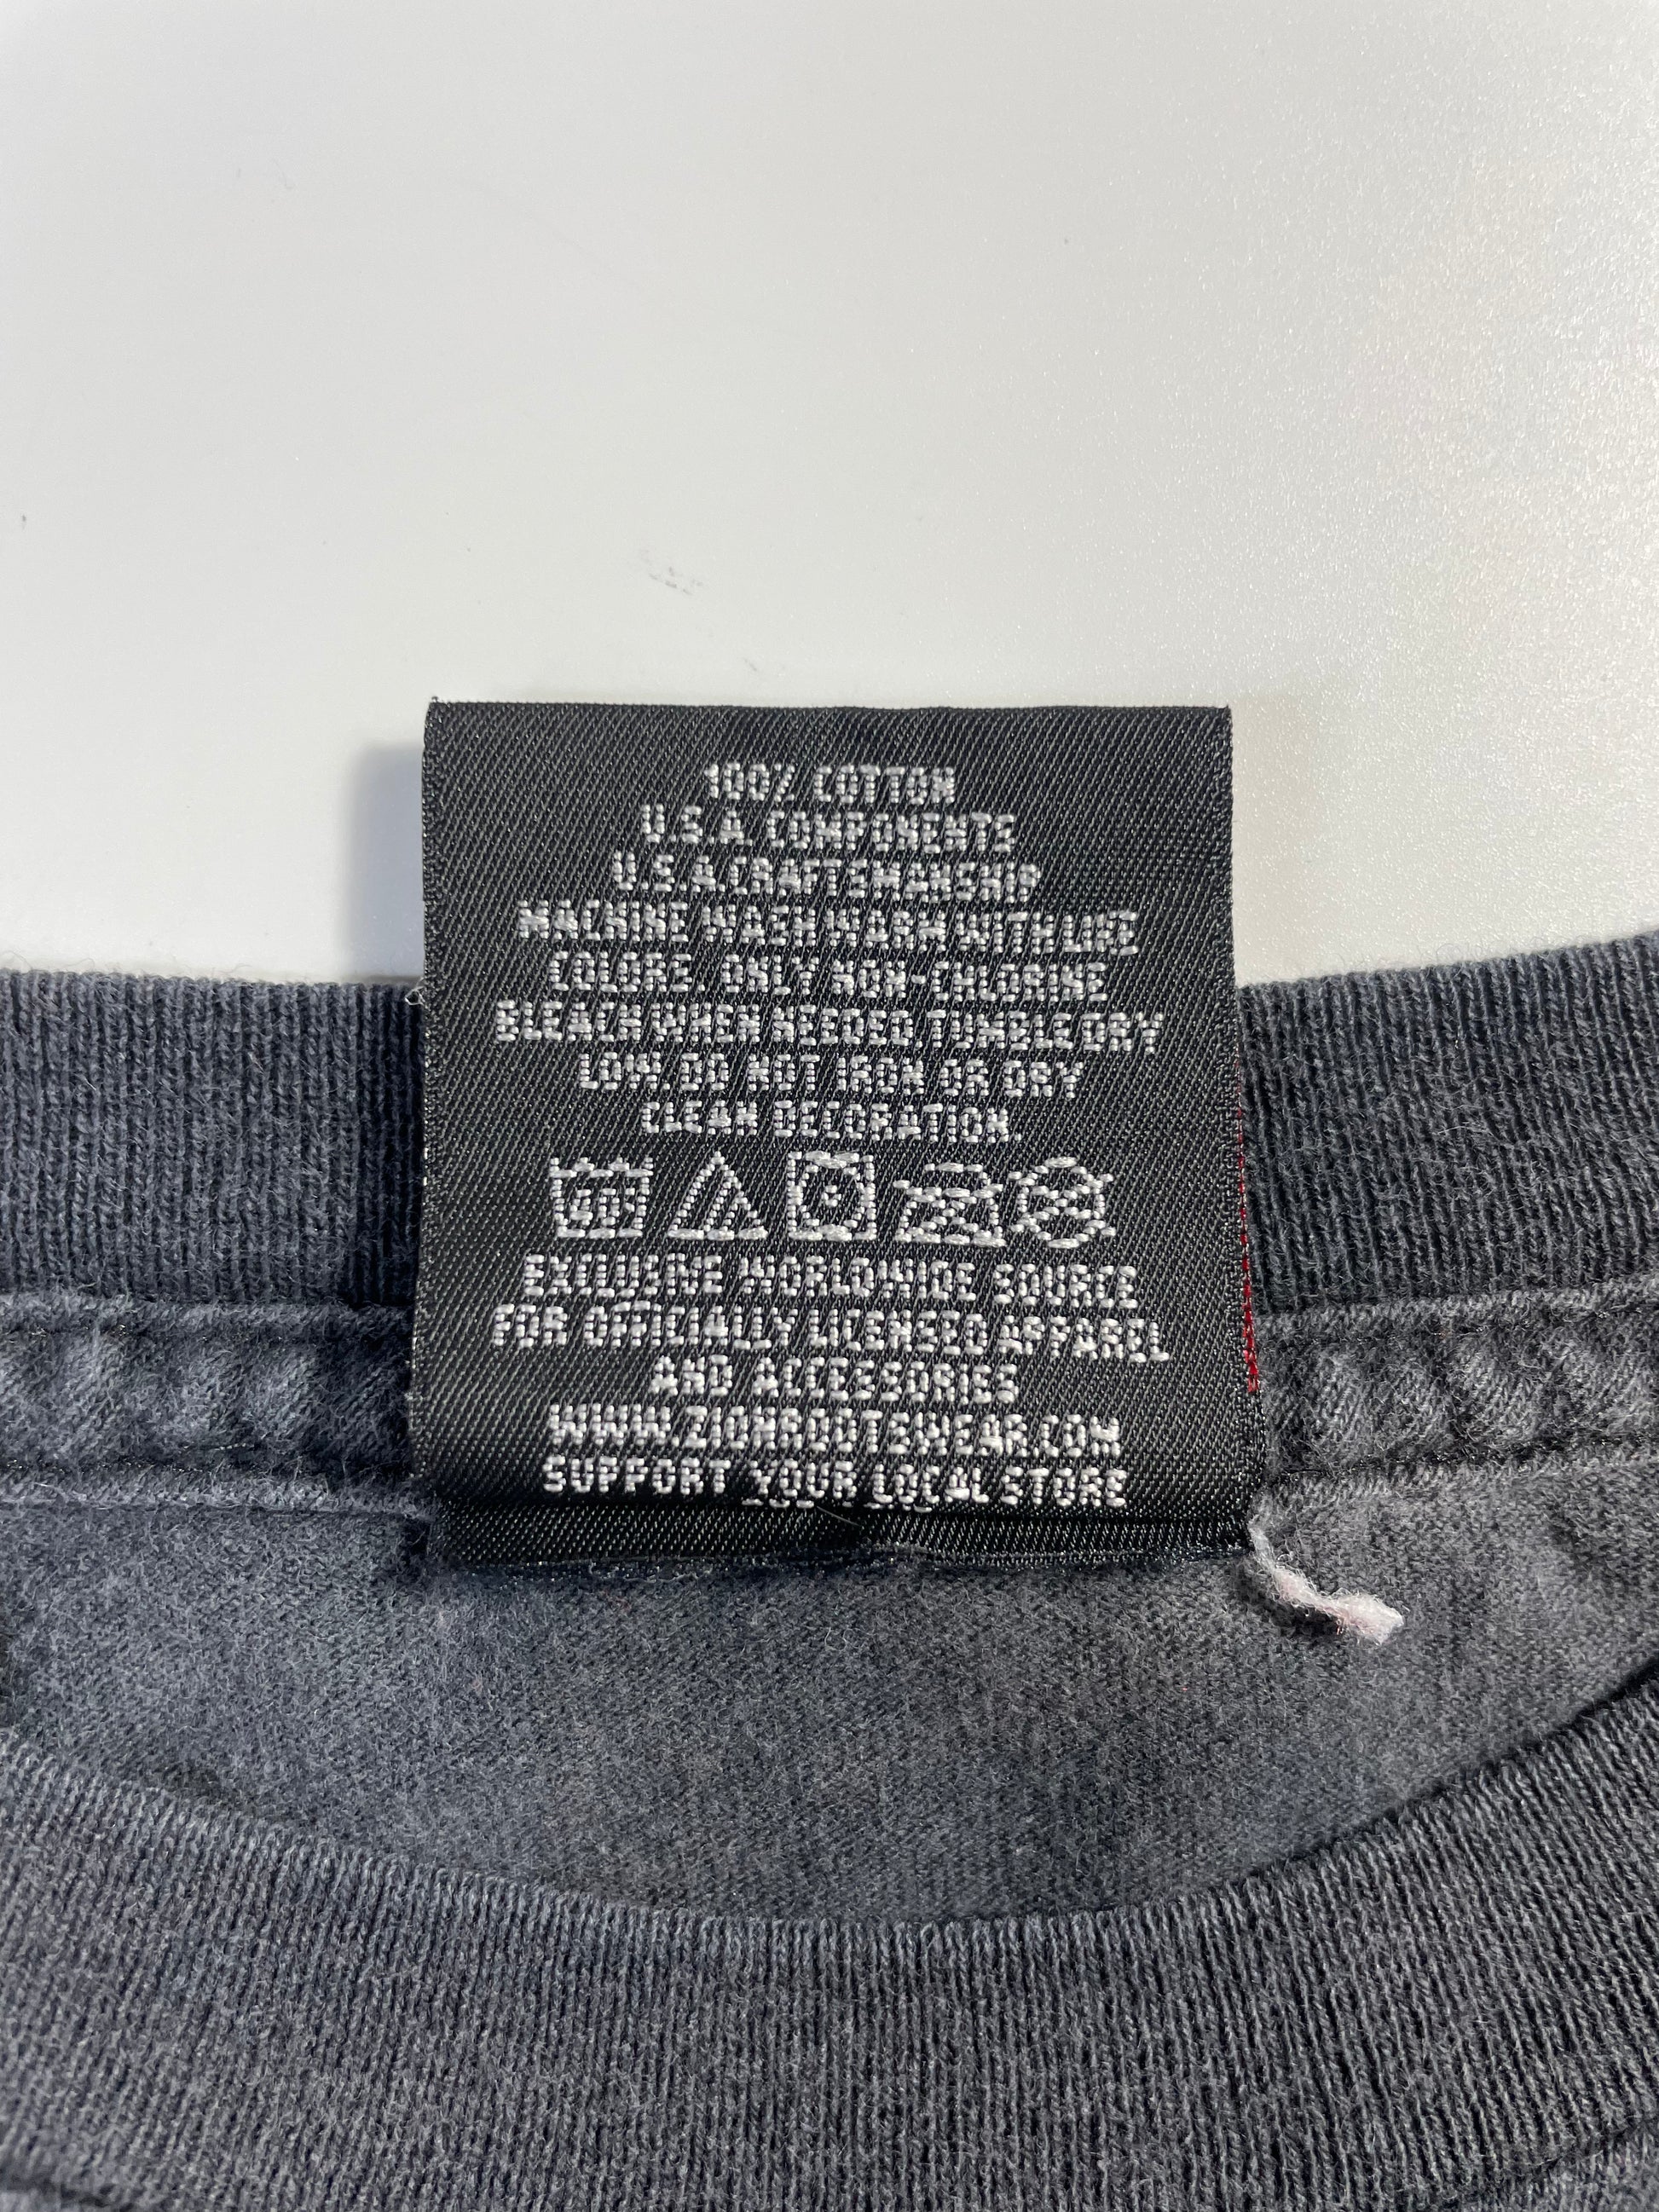 100% COTTON
U.S.A COMPONENTS
U.S.A.CRAFTSMANSHIP
MACHINE WASH WARM WITH LIKE
COLORS. ONLY NON-CHLORINE
BLEACH WHEN NEEDED, TUMBLE DRY
LOW. DO NOT IRON OR DRY
CLEAN DECORATION.
EXCLUSIVE WORLDWIDE SOURCE
FOR OFFICIALLY LICENSED APPAREL
AND ACCESSORIES
WWW.ZIONROOTSWEAR.COM
SUPPORT YOUR LOCAL STORE